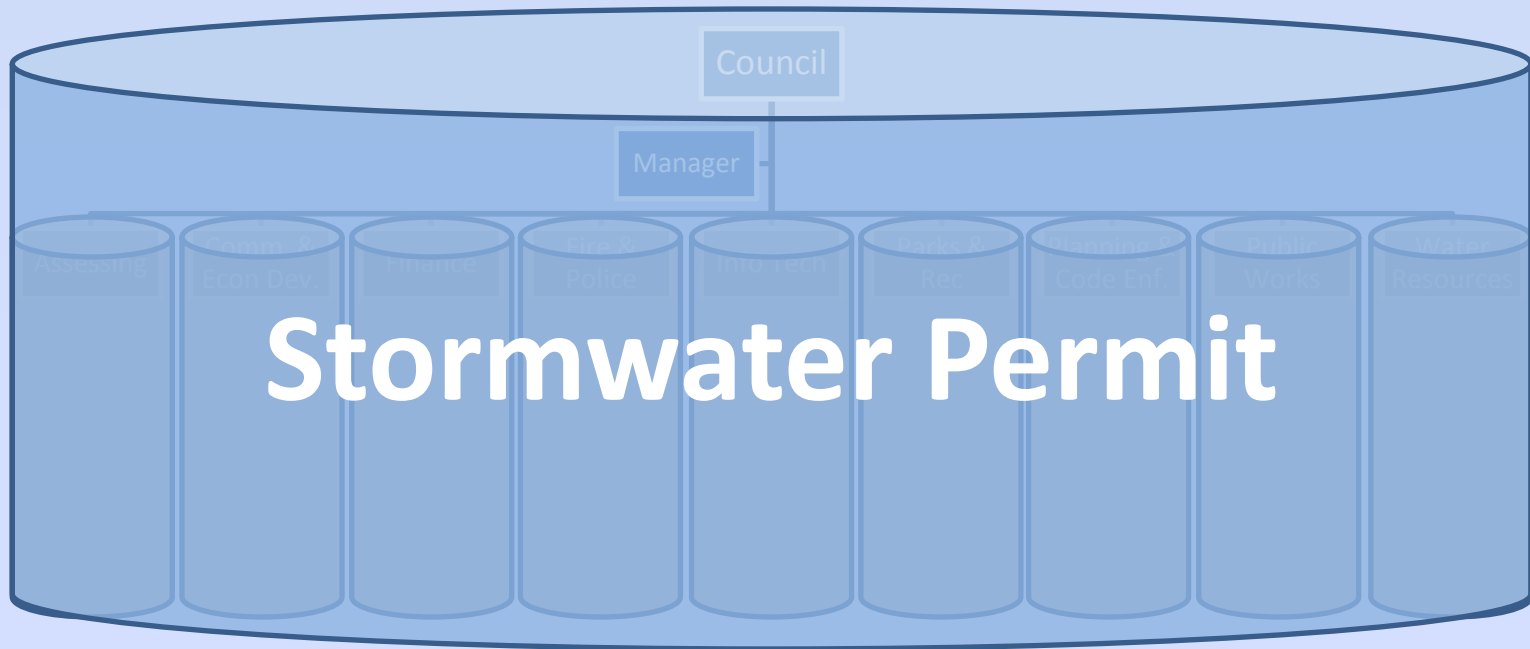 Council
Manager
Assessing
Comm. &
Econ Dev.
Finance
Fire &
Police
Info Tech
Parks &
Rec
Planning &
Code Enf.
Public
Works
Water
Resources
Stormwater Permit